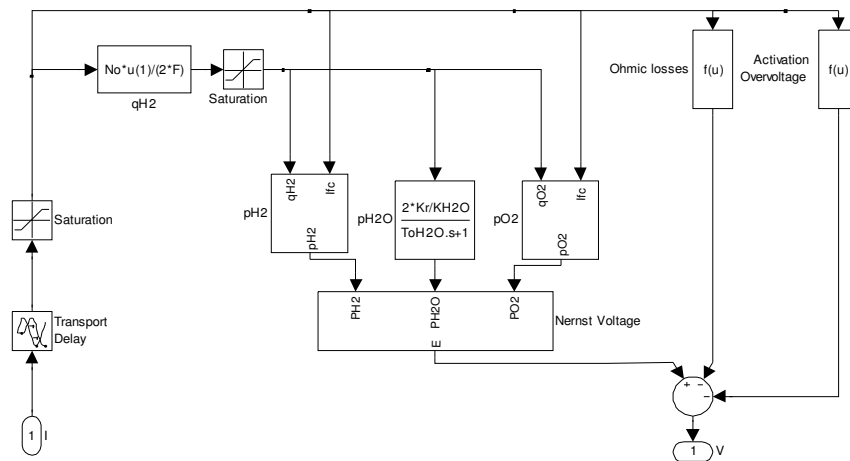 No*u(1)/(2*F)
qH2
Saturation
Ohmic losses
f(u)
Activation
Overvoltage
f(u)
qH2
Ifc
pH2
pH2
pH2O
2*Kr/KH2O
ToH2O.s+1
qO2
Ifc
pO2
pO2
Saturation
Transport
Delay
PH2
PH2O
PO2
E
Nernst Voltage
+
−
−
1
I
1
V